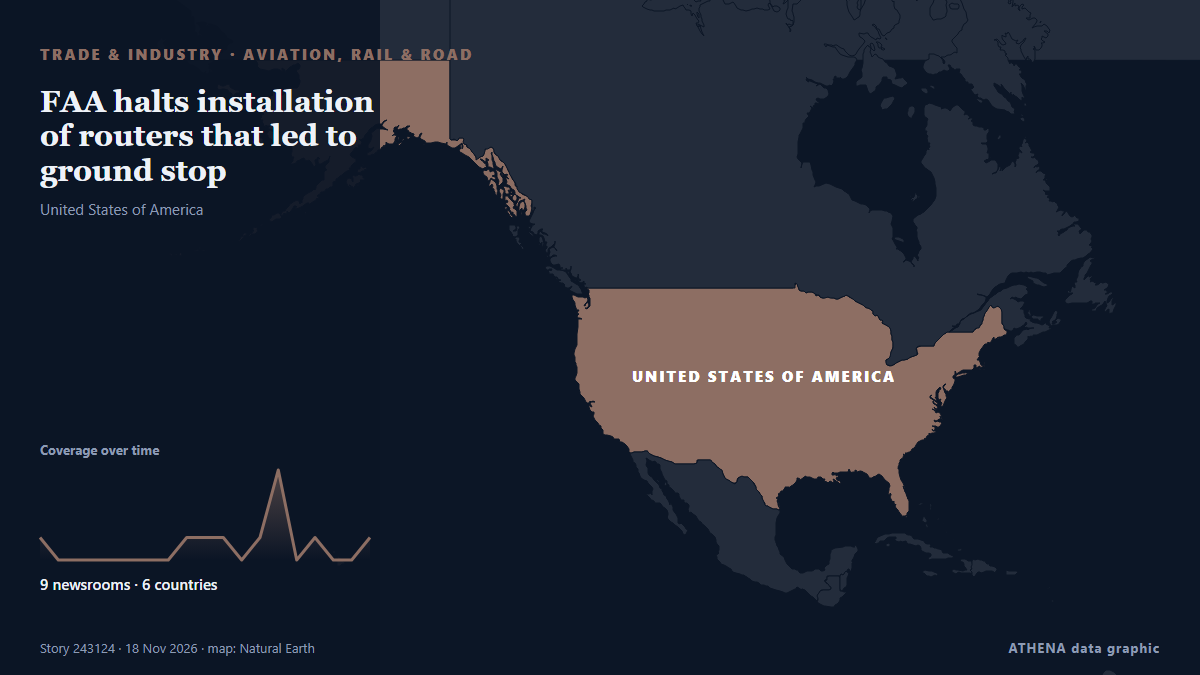 TRADE & INDUSTRY · AVIATION, RAIL & ROAD
FAA halts installation
of routers that led to
ground stop
United States of America
UNITED STATES OF AMERICA
Coverage over time
9 newsrooms · 6 countries
Story 243124 · 18 Nov 2026 · map: Natural Earth
ATHENA data graphic